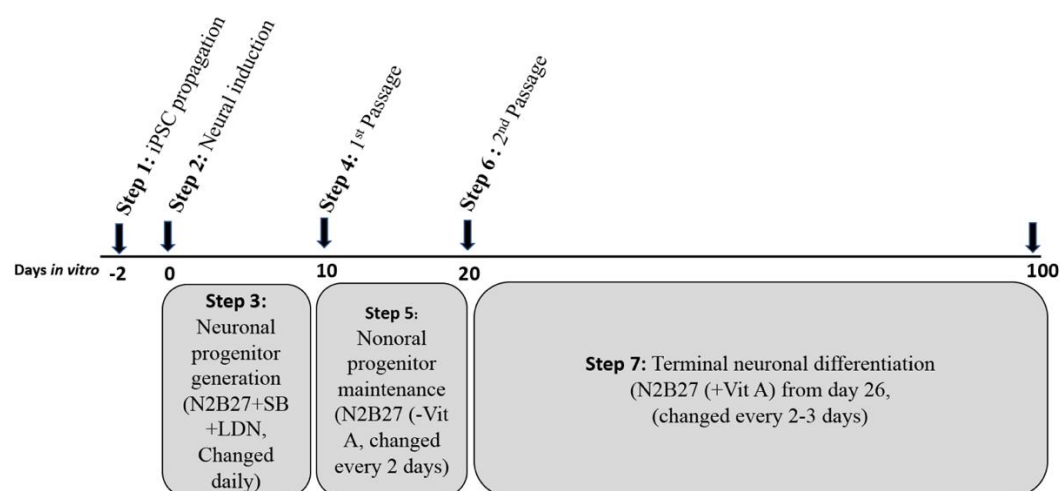 Step 1: iPSC propagation
Step 2: Neural induction
Step 4: 1st Passage
Step 6 : 2nd Passage
Days in vitro -2 0 10 20 100
Step 3:
Neuronal
progenitor
generation
(N2B27+SB
+LDN,
Changed
daily)
Step 5:
Nonoral
progenitor
maintenance
(N2B27 (-Vit
A, changed
every 2 days)
Step 7: Terminal neuronal differentiation
(N2B27 (+Vit A) from day 26,
(changed every 2-3 days)